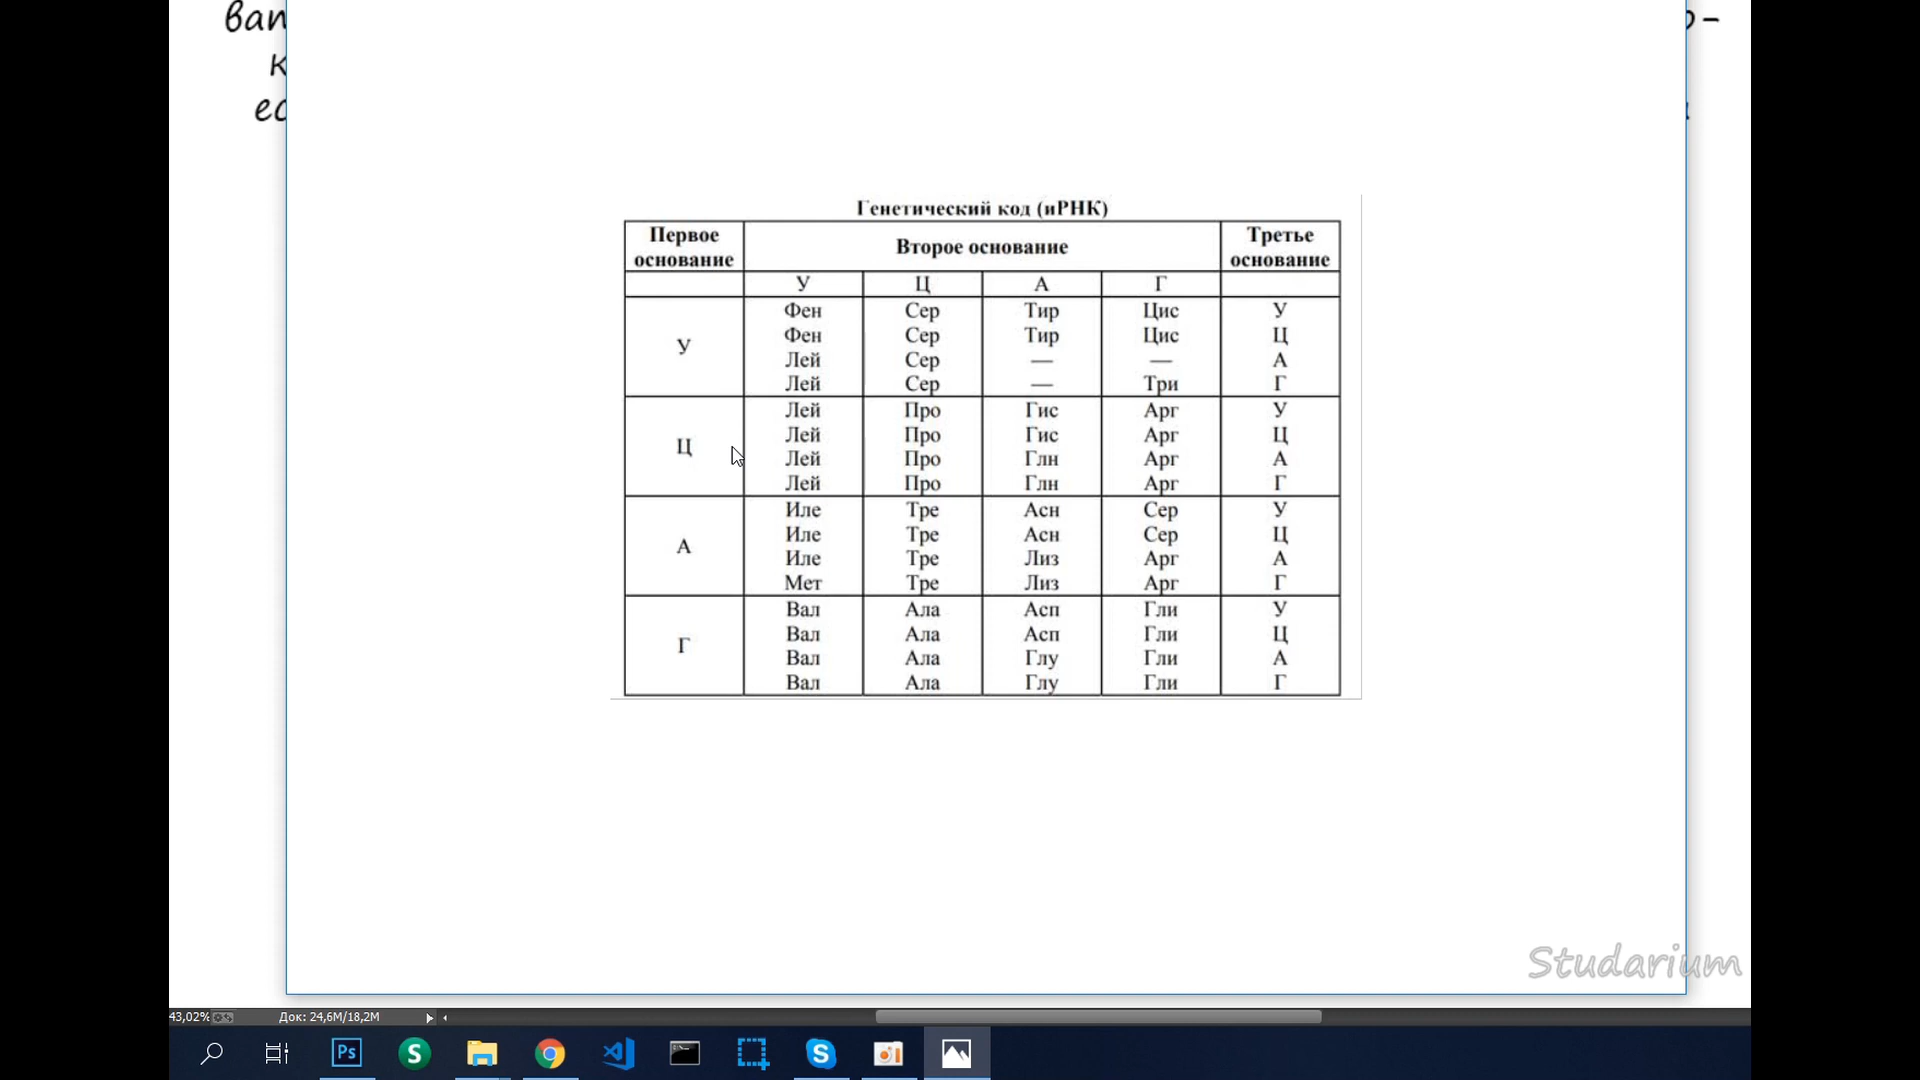 Генетический код (иРНК)
Первое основание Второе основание Третье основание
У Ц А Г
У Фен Сер Тир Цис У
Фен Сер Тир Цис Ц
Лей Сер — — А
Лей Сер — Три Г
Ц Лей Про Гис Арг У
Лей Про Гис Арг Ц
Лей Про Глн Арг А
Лей Про Глн Арг Г
А Иле Тре Асн Сер У
Иле Тре Асн Сер Ц
Иле Тре Лиз Арг А
Мет Тре Лиз Арг Г
Г Вал Ала Асп Гли У
Вал Ала Асп Гли Ц
Вал Ала Глу Гли А
Вал Ала Глу Гли Г
Studarium
43,02% Док: 24,6M/18,2M
Ps S S